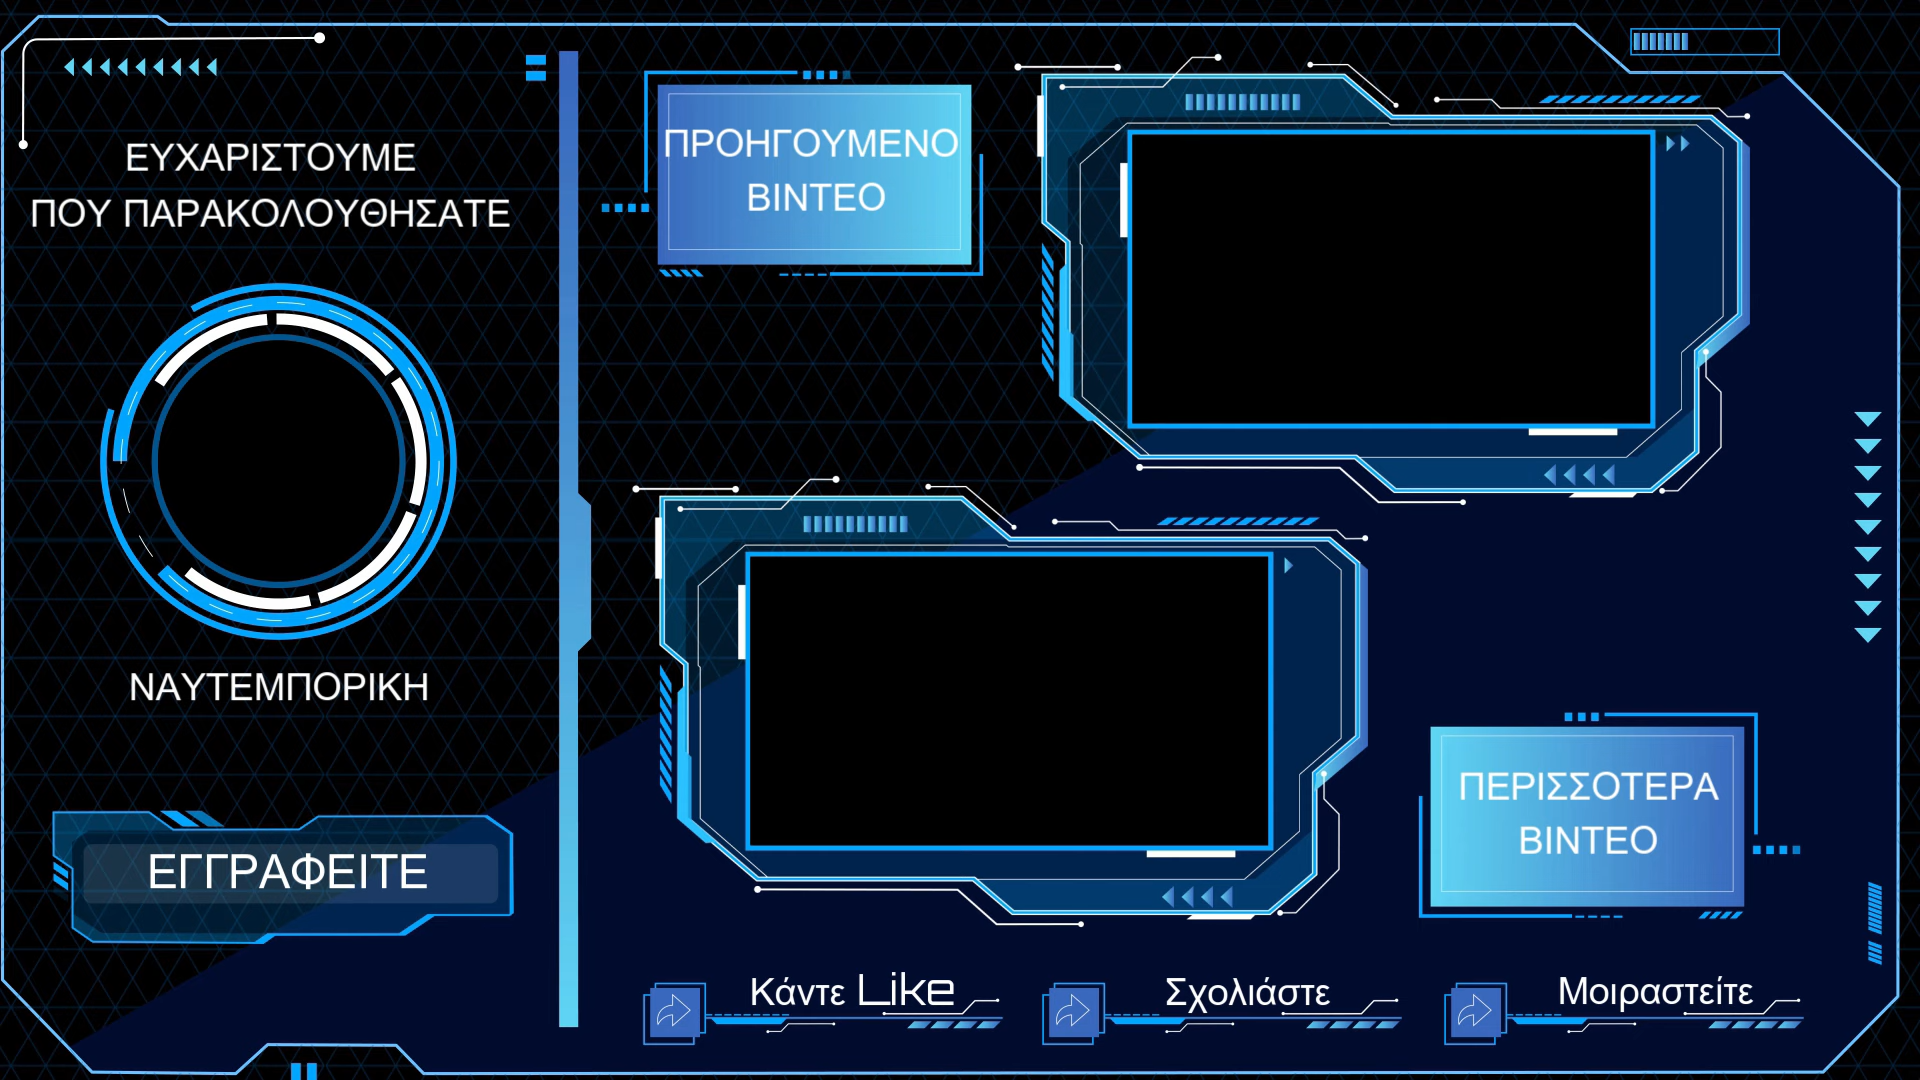 ΕΥΧΑΡΙΣΤΟΥΜΕ
ΠΟΥ ΠΑΡΑΚΟΛΟΥΘΗΣΑΤΕ
ΝΑΥΤΕΜΠΟΡΙΚΗ
ΕΓΓΡΑΦΕΙΤΕ
ΠΡΟΗΓΟΥΜΕΝΟ
ΒΙΝΤΕΟ
ΠΕΡΙΣΣΟΤΕΡΑ
ΒΙΝΤΕΟ
Κάντε Like
Σχολιάστε
Μοιραστείτε